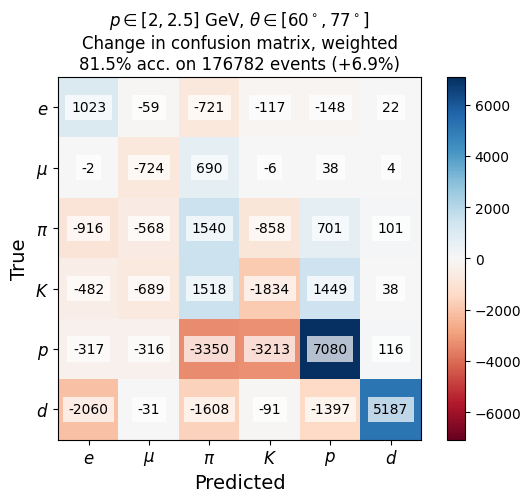 p ∈ [2, 2.5] GeV, θ ∈ [60°, 77°]
Change in confusion matrix, weighted
81.5% acc. on 176782 events (+6.9%)
e 1023 -59 -721 -117 -148 22
μ -2 -724 690 -6 38 4
π -916 -568 1540 -858 701 101
K -482 -689 1518 -1834 1449 38
p -317 -316 -3350 -3213 7080 116
d -2060 -31 -1608 -91 -1397 5187
e μ π K p d
True
Predicted
6000
4000
2000
0
−2000
−4000
−6000